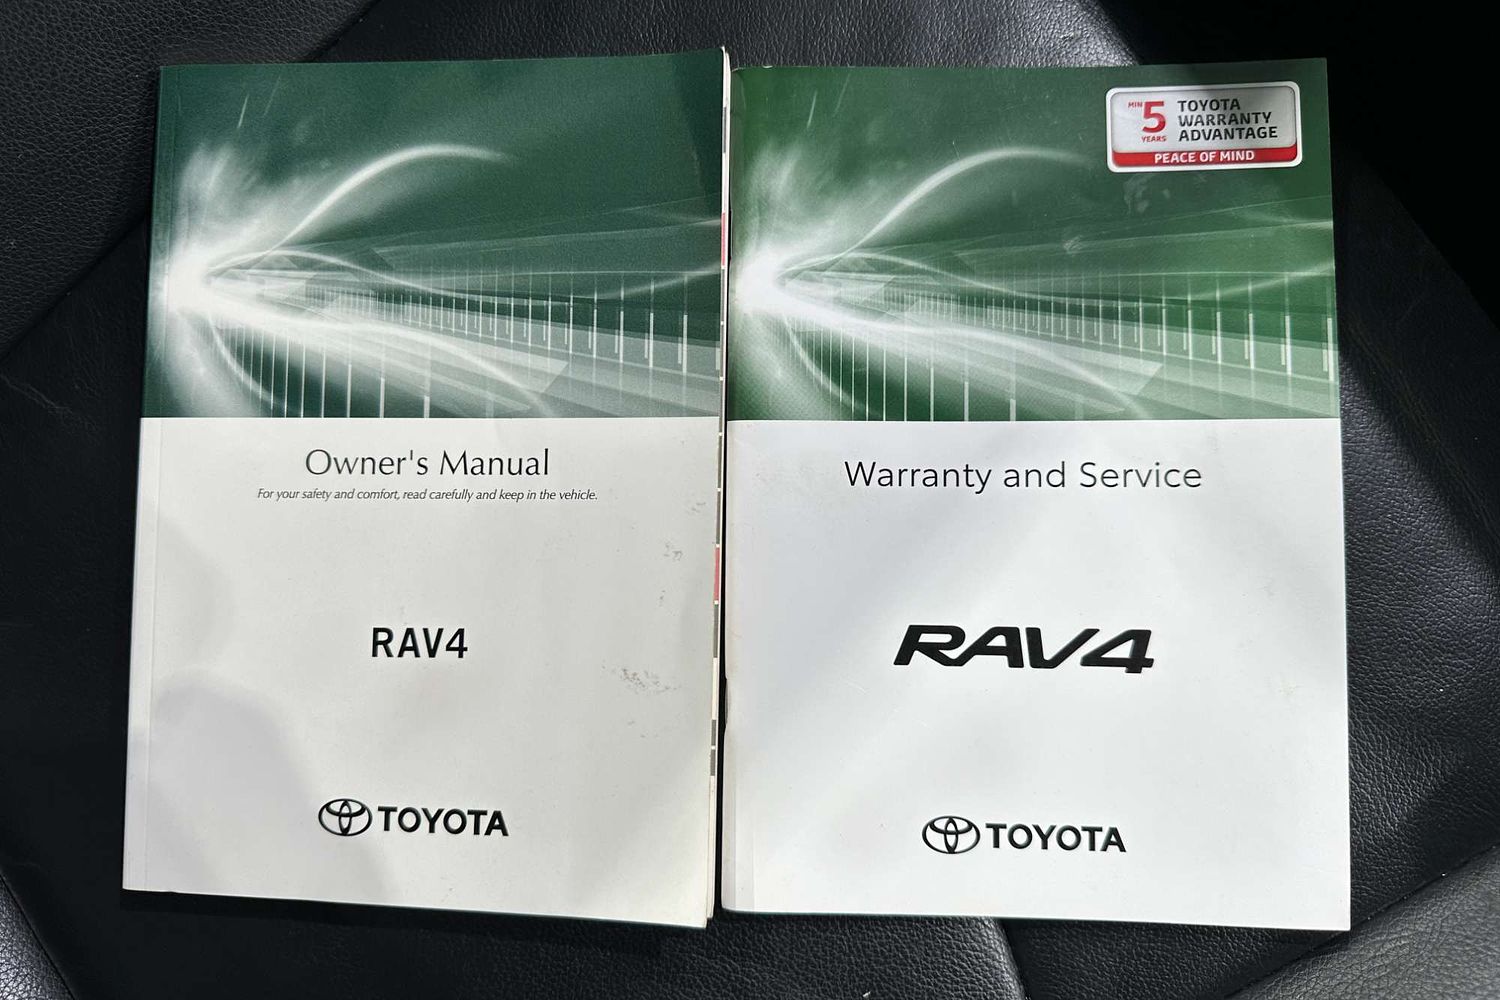 Owner's Manual
For your safety and comfort, read carefully and keep in the vehicle.
RAV4
TOYOTA
MIN 5 YEARS
TOYOTA
WARRANTY
ADVANTAGE
PEACE OF MIND
Warranty and Service
RAV4
TOYOTA